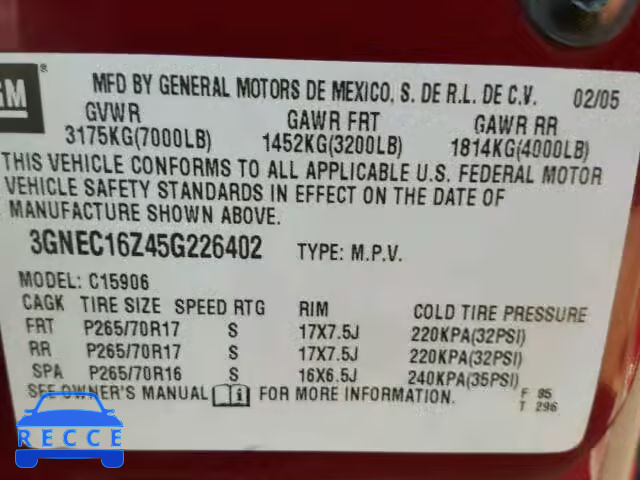 GM ®
MFD BY GENERAL MOTORS DE MEXICO, S. DE R.L. DE C.V. 02/05
GVWR GAWR FRT GAWR RR
3175KG(7000LB) 1452KG(3200LB) 1814KG(4000LB)
THIS VEHICLE CONFORMS TO ALL APPLICABLE U.S. FEDERAL MOTOR
VEHICLE SAFETY STANDARDS IN EFFECT ON THE DATE OF
MANUFACTURE SHOWN ABOVE.
3GNEC16Z45G226402 TYPE: M.P.V.
MODEL: C15906
CAGK TIRE SIZE SPEED RTG RIM COLD TIRE PRESSURE
FRT P265/70R17 S 17X7.5J 220KPA(32PSI)
RR P265/70R17 S 17X7.5J 220KPA(32PSI)
SPA P265/70R16 S 16X6.5J 240KPA(35PSI)
SEE OWNER'S MANUAL FOR MORE INFORMATION. F 95
T 296
RECCE